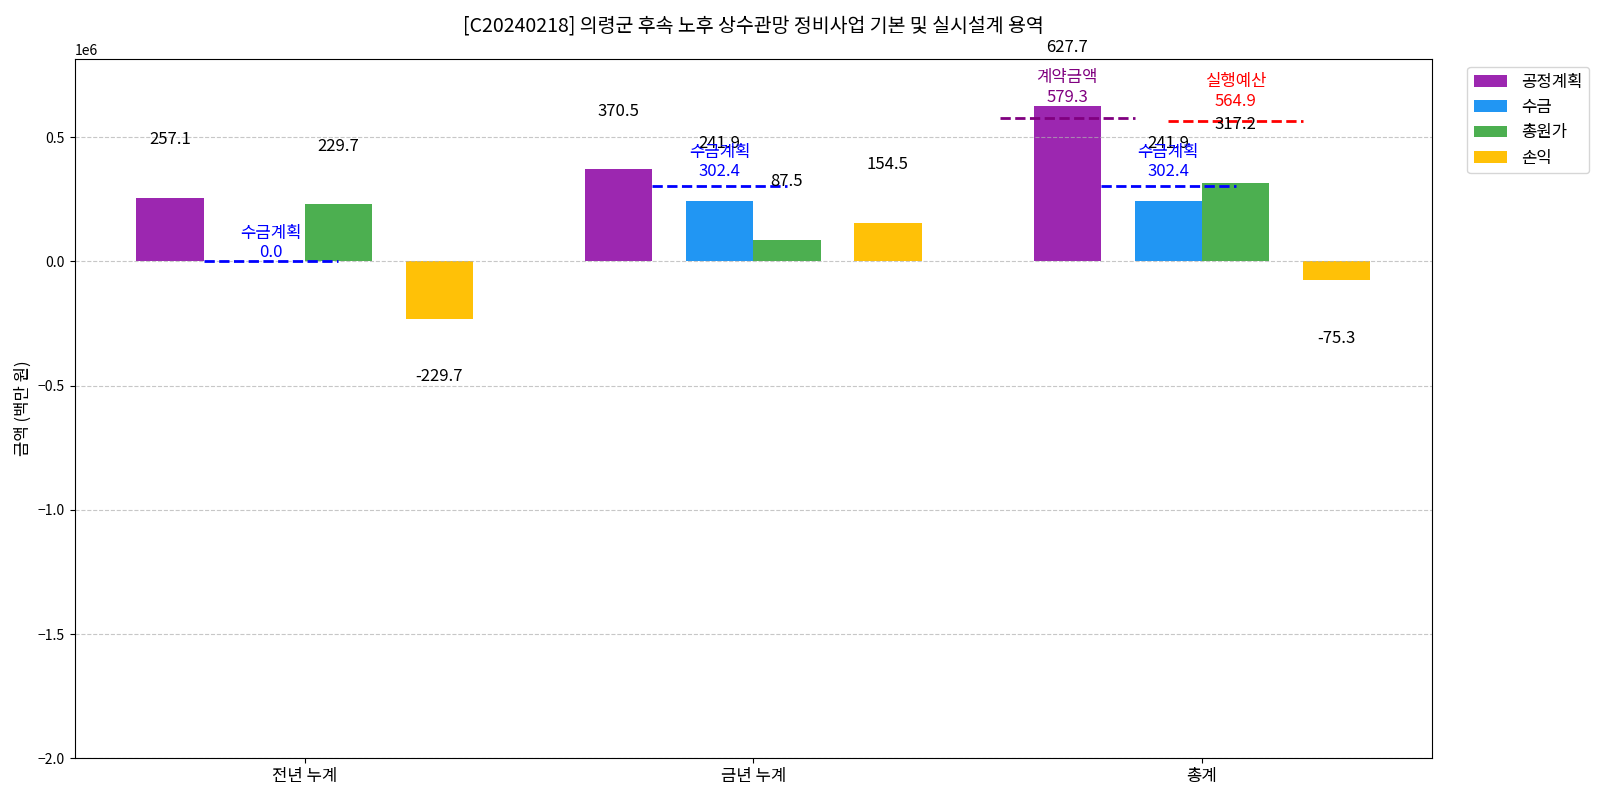 [C20240218] 의령군 후속 노후 상수관망 정비사업 기본 및 실시설계 용역
1e6
금액 (백만 원)
0.5
0.0
−0.5
−1.0
−1.5
−2.0
257.1
수금계획
0.0
229.7
-229.7
370.5
241.9
수금계획
302.4
87.5
154.5
627.7
계약금액
579.3
241.9
수금계획
302.4
실행예산
564.9
317.2
-75.3
전년 누계
금년 누계
총계
공정계획
수금
총원가
손익